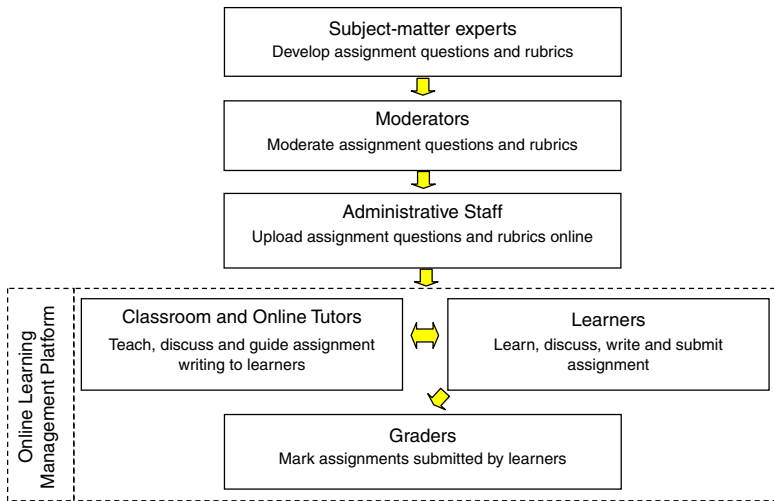 Subject-matter experts
Develop assignment questions and rubrics
Moderators
Moderate assignment questions and rubrics
Administrative Staff
Upload assignment questions and rubrics online
Online Learning
Management Platform
Classroom and Online Tutors
Teach, discuss and guide assignment
writing to learners
Learners
Learn, discuss, write and submit
assignment
Graders
Mark assignments submitted by learners